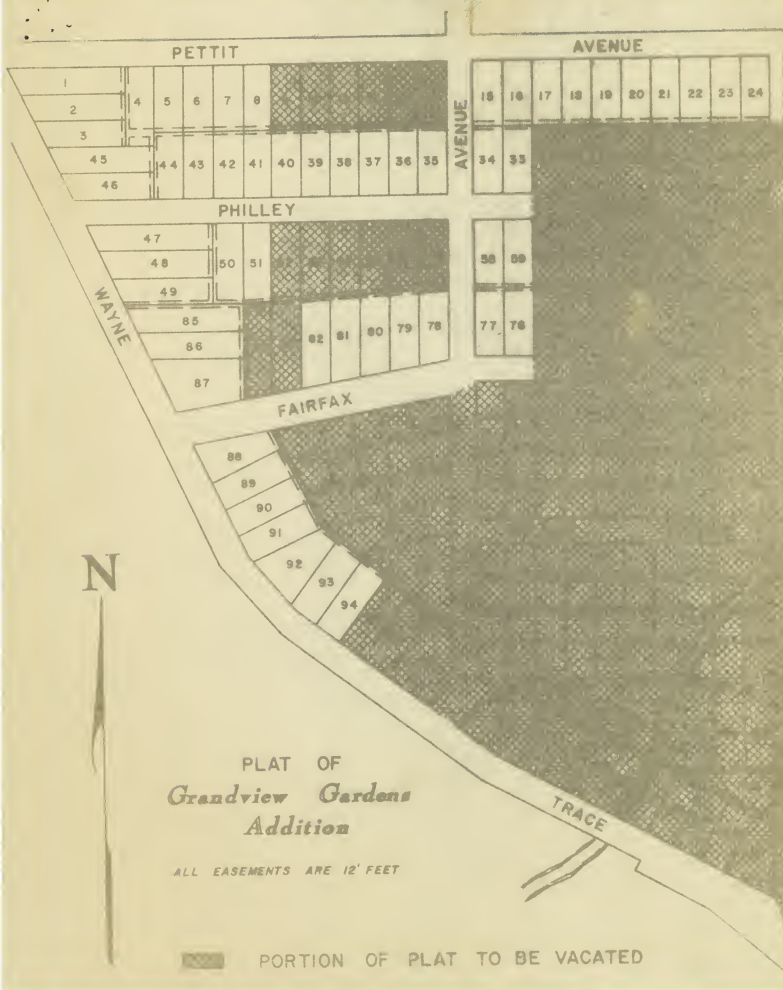 PETTIT AVENUE
1
2
3
4 5 6 7 8
15 16 17 18 19 20 21 22 23 24
AVENUE
45
46
44 43 42 41 40 39 38 37 36 35
34 33
PHILLEY
47
48
49
50 51
58 59
WAYNE
85
86
87
82 81 80 79 78
77 76
FAIRFAX
88
89
90
91
92
93
94
N
PLAT OF
Grandview Gardens
Addition
ALL EASEMENTS ARE 12' FEET
TRACE
PORTION OF PLAT TO BE VACATED